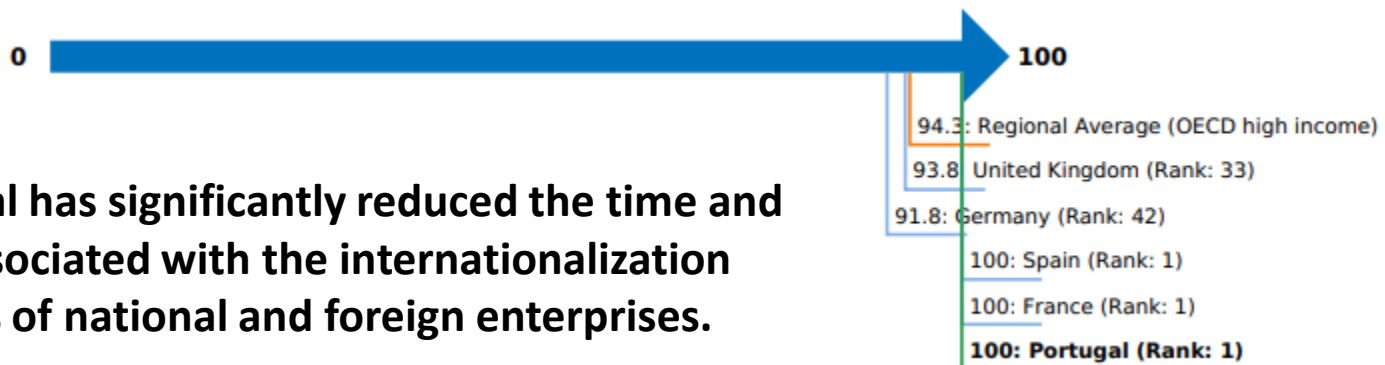 0
100
94.3: Regional Average (OECD high income)
93.8: United Kingdom (Rank: 33)
91.8: Germany (Rank: 42)
100: Spain (Rank: 1)
100: France (Rank: 1)
100: Portugal (Rank: 1)
has significantly reduced the time and
with the internationalization
of national and foreign enterprises.